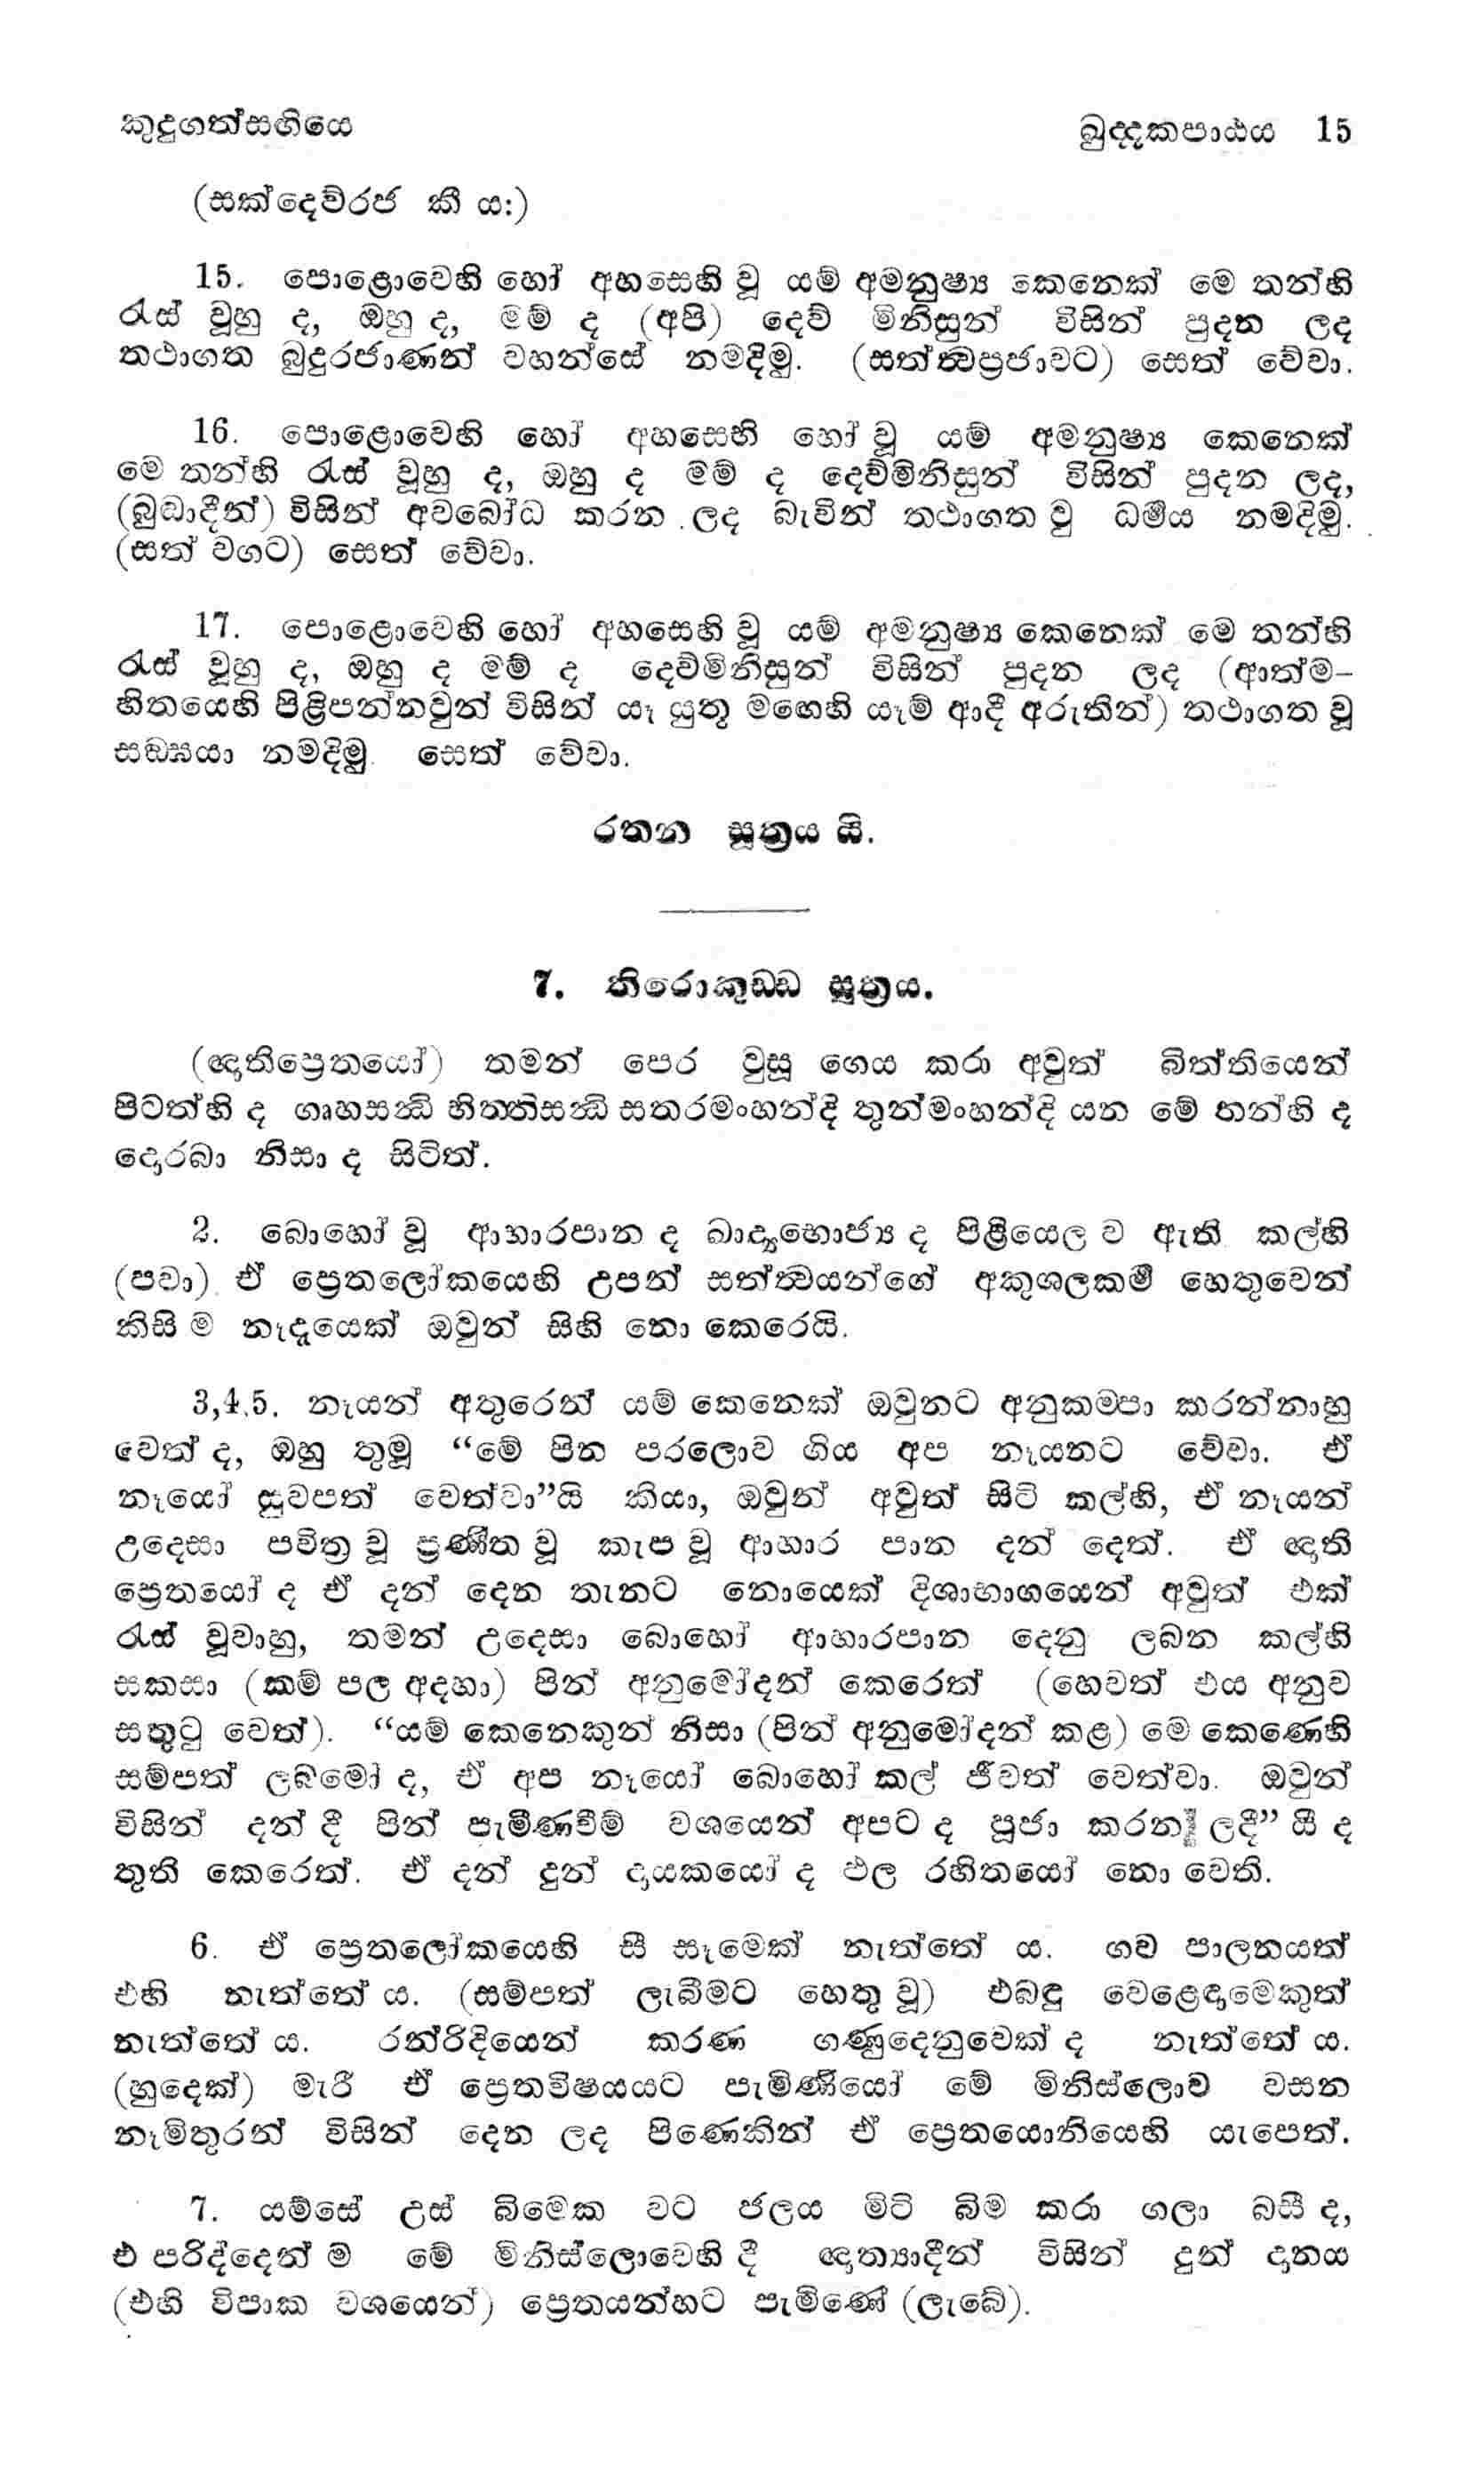 කුදුගත්සඟියෙ
ඛුද්දකපාඨය 15
(සක්දෙව්රජ කී ය:)
15. පොළොවෙහි හෝ අහසෙහි වූ යම් අමනුෂ්‍ය කෙනෙක් මෙ තන්හි
රැස් වූහු ද, ඔහු ද, මම් ද (අපි) දෙව් මිනිසුන් විසින් පුදන ලද
තථාගත බුදුරජාණන් වහන්සේ නමදිමු. (සත්ත්‍වප්‍රජාවට) සෙත් වේවා.
16. පොළොවෙහි හෝ අහසෙහි හෝ වූ යම් අමනුෂ්‍ය කෙනෙක්
මෙ තන්හි රැස් වූහු ද, ඔහු ද මම් ද දෙව්මිනිසුන් විසින් පුදන ලද,
(බුද්ධාදීන්) විසින් අවබෝධ කරන ලද බැවින් තථාගත වූ ධර්‍මය නමදිමු.
(සත් වගට) සෙත් වේවා.
17. පොළොවෙහි හෝ අහසෙහි වූ යම් අමනුෂ්‍ය කෙනෙක් මෙ තන්හි
රැස් වූහු ද, ඔහු ද මම් ද දෙව්මිනිසුන් විසින් පුදන ලද (ආත්ම-
හිතයෙහි පිළිපන්නවුන් විසින් යෑ යුතු මඟෙහි යෑම් ආදී අරුතින්) තථාගත වූ
සඞ්ඝයා නමදිමු. සෙත් වේවා.
රතන සූත්‍රය යි.
7. තිරොකුඩ්ඩ සූත්‍රය.
(ඥාතිප්‍රෙතයෝ) තමන් පෙර වුසූ ගෙය කරා අවුත් බිත්තියෙන්
පිටත්හි ද ගෘහසන්ධි භිත්තිසන්ධි සතරමංහන්දි තුන්මංහන්දි යන මේ තන්හි ද
දොරබා නිසා ද සිටිත්.
2. බොහෝ වූ ආහාරපාන ද ඛාද්‍යභොජ්‍ය ද පිළියෙල ව ඇති කල්හි
(පවා) ඒ ප්‍රෙතලෝකයෙහි උපන් සත්ත්‍වයන්ගේ අකුශලකර්‍ම හෙතුවෙන්
කිසි ම නෑදෑයෙක් ඔවුන් සිහි නො කෙරෙයි.
3,4,5. නෑයන් අතුරෙන් යම් කෙනෙක් ඔවුනට අනුකම්පා කරන්නාහු
වෙත් ද, ඔහු තුමූ “මේ පින පරලොව ගිය අප නෑයනට වේවා. ඒ
නෑයෝ සුවපත් වෙත්වා”යි කියා, ඔවුන් අවුත් සිටි කල්හි, ඒ නෑයන්
උදෙසා පවිත්‍ර වූ ප්‍රණීත වූ කැප වූ ආහාර පාන දන් දෙත්. ඒ ඥාති
ප්‍රෙතයෝ ද ඒ දන් දෙන තැනට නොයෙක් දිශාභාගයෙන් අවුත් එක්
රැස් වූවාහු, තමන් උදෙසා බොහෝ ආහාරපාන දෙනු ලබන කල්හි
සකසා (කම් පල අදහා) පින් අනුමෝදන් කෙරෙත් (හෙවත් එය අනුව
සතුටු වෙත්). “යම් කෙනෙකුන් නිසා (පින් අනුමෝදන් කළ) මෙ කෙණෙහි
සම්පත් ලබමෝ ද, ඒ අප නෑයෝ බොහෝ කල් ජීවත් වෙත්වා. ඔවුන්
විසින් දන් දී පින් පැමිණවීම් වශයෙන් අපට ද පූජා කරන ලදී” යී ද
තුති කෙරෙත්. ඒ දන් දුන් දායකයෝ ද ඵල රහිතයෝ නො වෙති.
6. ඒ ප්‍රෙතලෝකයෙහි සී සෑමෙක් නැත්තේ ය. ගව පාලනයත්
එහි නැත්තේ ය. (සම්පත් ලැබීමට හෙතු වූ) එබඳු වෙළෙඳාමෙකුත්
නැත්තේ ය. රන්රිදියෙන් කරණ ගණුදෙනුවෙක් ද නැත්තේ ය.
(හුදෙක්) මැරී ඒ ප්‍රෙතවිෂයයට පැමිණියෝ මේ මිනිස්ලොව වසන
නෑමිතුරන් විසින් දෙන ලද පිණෙකින් ඒ ප්‍රෙතයොනියෙහි යැපෙත්.
7. යම්සේ උස් බිමෙක වට ජලය මිටි බිම කරා ගලා බසී ද,
එ පරිද්දෙන් ම මේ මිනිස්ලොවෙහි දී ඥාත්‍යාදීන් විසින් දුන් දානය
(එහි විපාක වශයෙන්) ප්‍රෙතයන්හට පැමිණේ (ලැබේ).